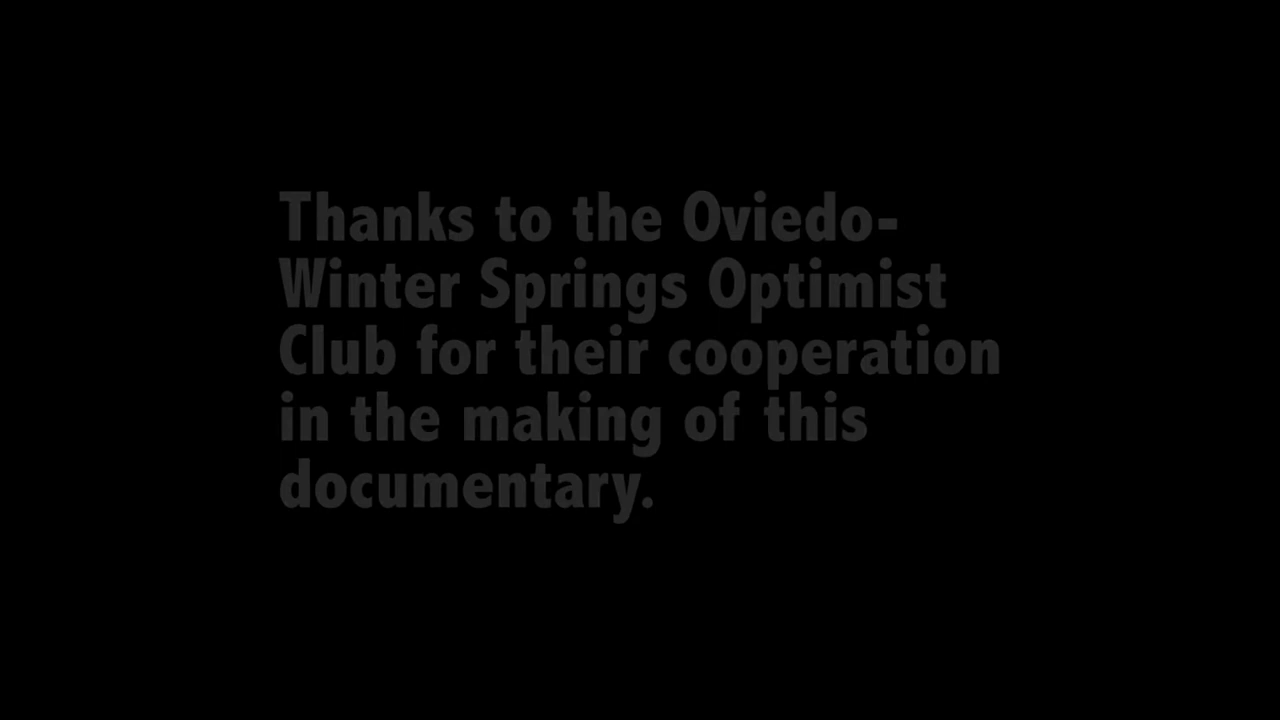 Thanks to the Oviedo-
Winter Springs Optimist
Club for their cooperation
in the making of this
documentary.